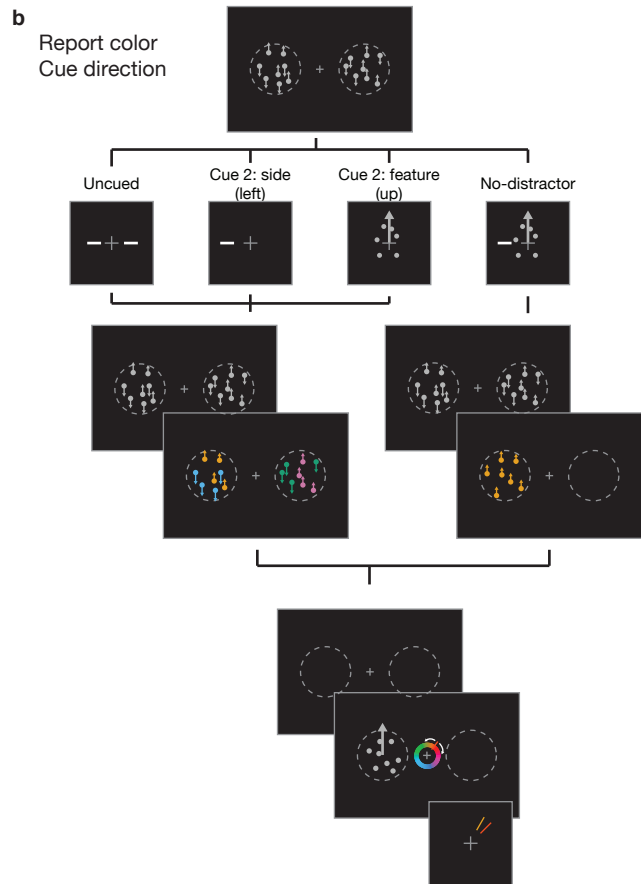 b
Report color
Cue direction
Uncued
Cue 2: side
(left)
Cue 2: feature
(up)
No-distractor